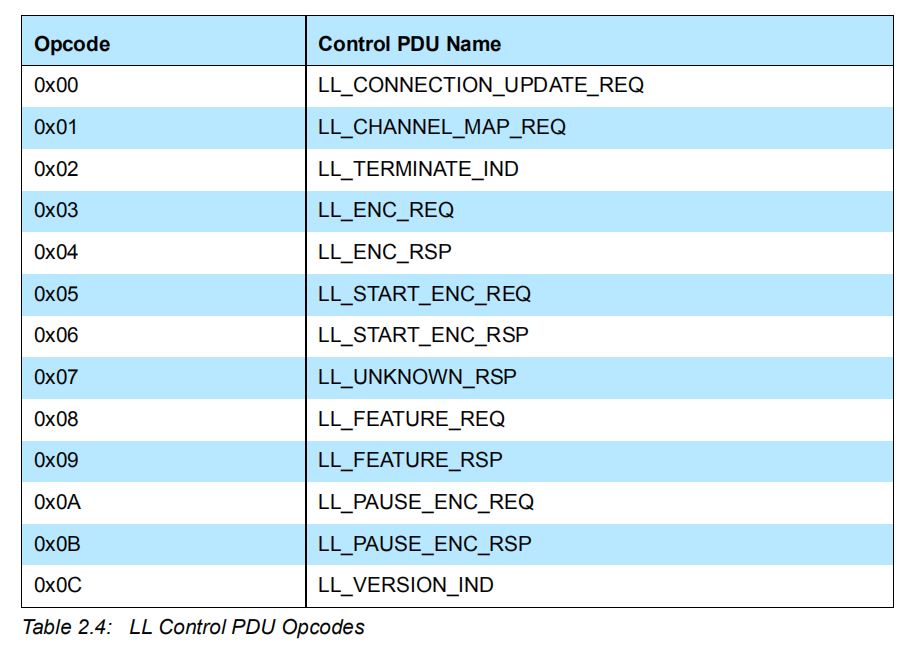 Opcode Control PDU Name
0x00 LL_CONNECTION_UPDATE_REQ
0x01 LL_CHANNEL_MAP_REQ
0x02 LL_TERMINATE_IND
0x03 LL_ENC_REQ
0x04 LL_ENC_RSP
0x05 LL_START_ENC_REQ
0x06 LL_START_ENC_RSP
0x07 LL_UNKNOWN_RSP
0x08 LL_FEATURE_REQ
0x09 LL_FEATURE_RSP
0x0A LL_PAUSE_ENC_REQ
0x0B LL_PAUSE_ENC_RSP
0x0C LL_VERSION_IND
Table 2.4: LL Control PDU Opcodes